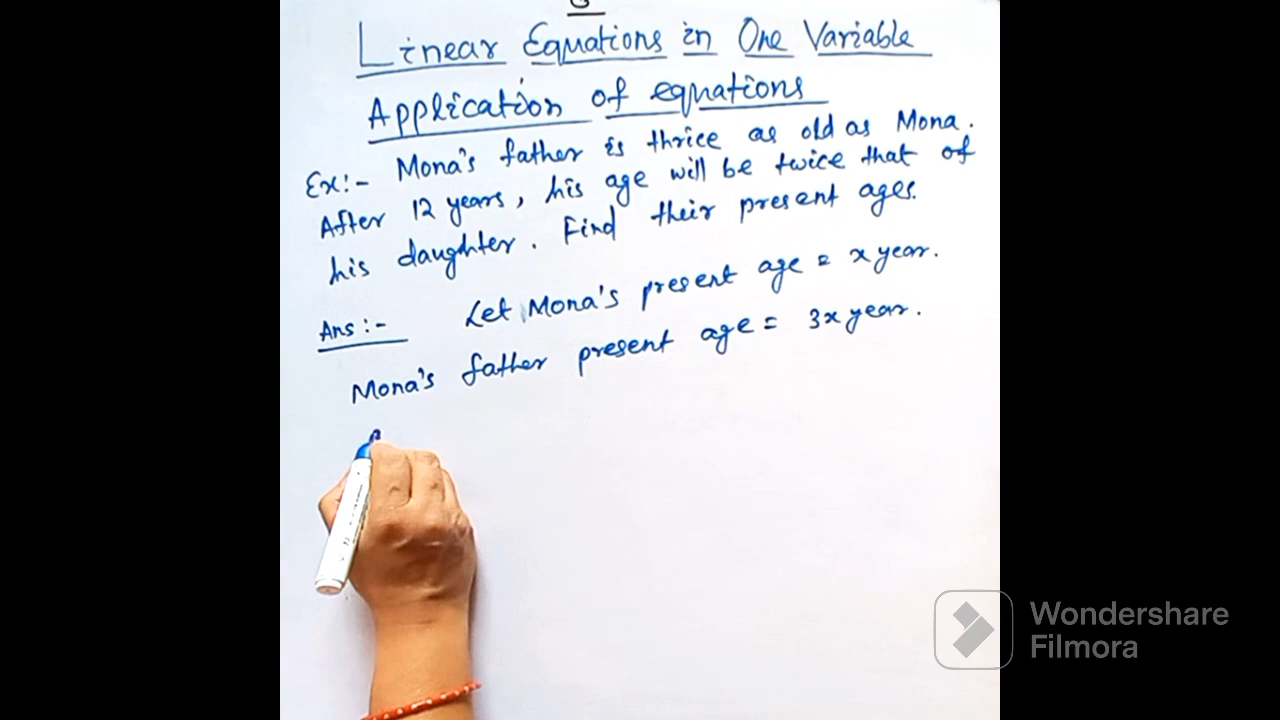 Linear Equations in One Variable
Application of equations
Ex:- Mona's father is thrice as old as Mona.
After 12 years, his age will be twice that of
his daughter. Find their present ages.
Ans:- Let Mona's present age = x year.
Mona's father present age = 3x year.
Wondershare
Filmora